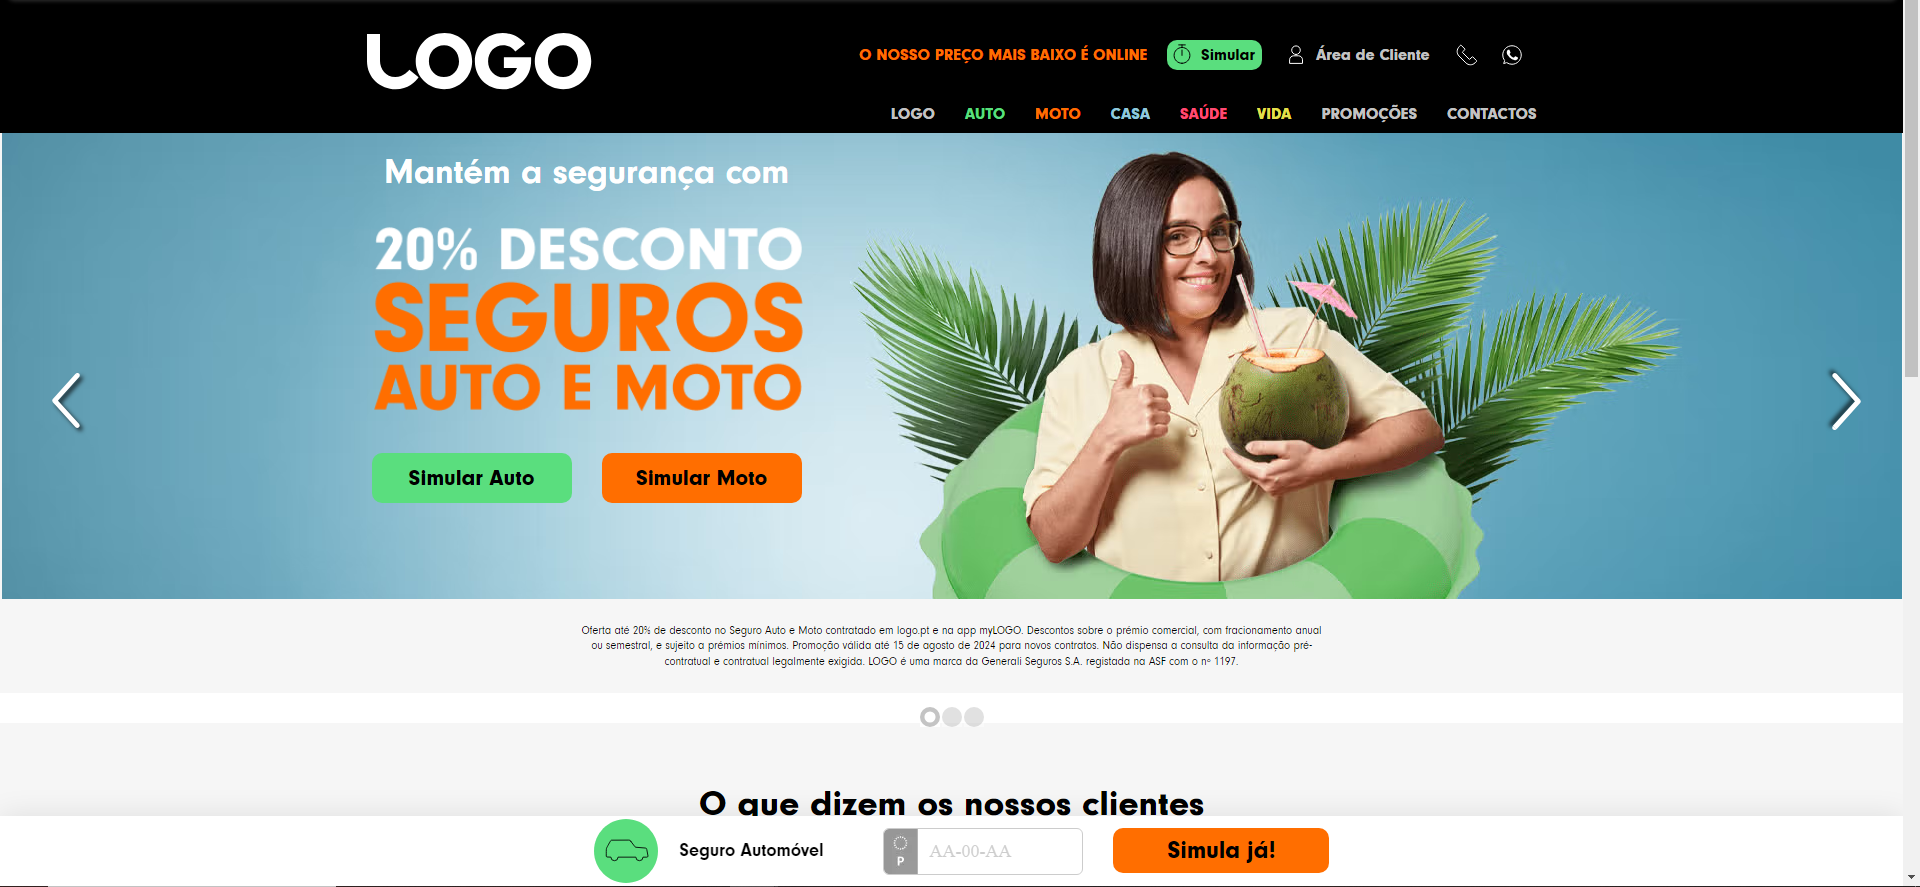 LOGO
O NOSSO PREÇO MAIS BAIXO É ONLINE
Simular
Área de Cliente
LOGO
AUTO
MOTO
CASA
SAÚDE
VIDA
PROMOÇÕES
CONTACTOS
Mantém a segurança com
20% DESCONTO
SEGUROS
AUTO E MOTO
Simular Auto
Simular Moto
Oferta até 20% de desconto no Seguro Auto e Moto contratado em logo.pt e na app myLOGO. Descontos sobre o prémio comercial, com fracionamento anual
ou semestral, e sujeito a prémios mínimos. Promoção válida até 15 de agosto de 2024 para novos contratos. Não dispensa a consulta da informação pré-
contratual e contratual legalmente exigida. LOGO é uma marca da Generali Seguros S.A. registada na ASF com o nº 1197.
O que dizem os nossos clientes
Seguro Automóvel
P
AA-00-AA
Simula já!